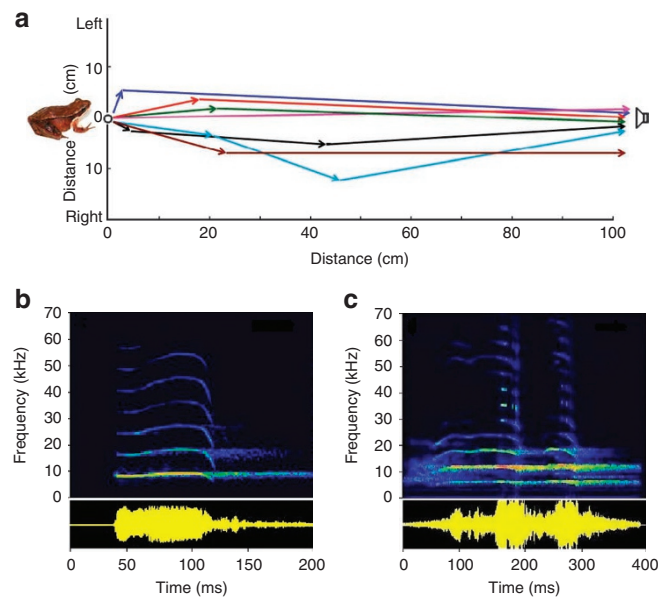 a
Left
10
0
10
Right
Distance (cm)
0 20 40 60 80 100
Distance (cm)
b
70
60
50
40
30
20
10
0
Frequency (kHz)
0 50 100 150 200
Time (ms)
c
70
60
50
40
30
20
10
0
Frequency (kHz)
0 100 200 300 400
Time (ms)